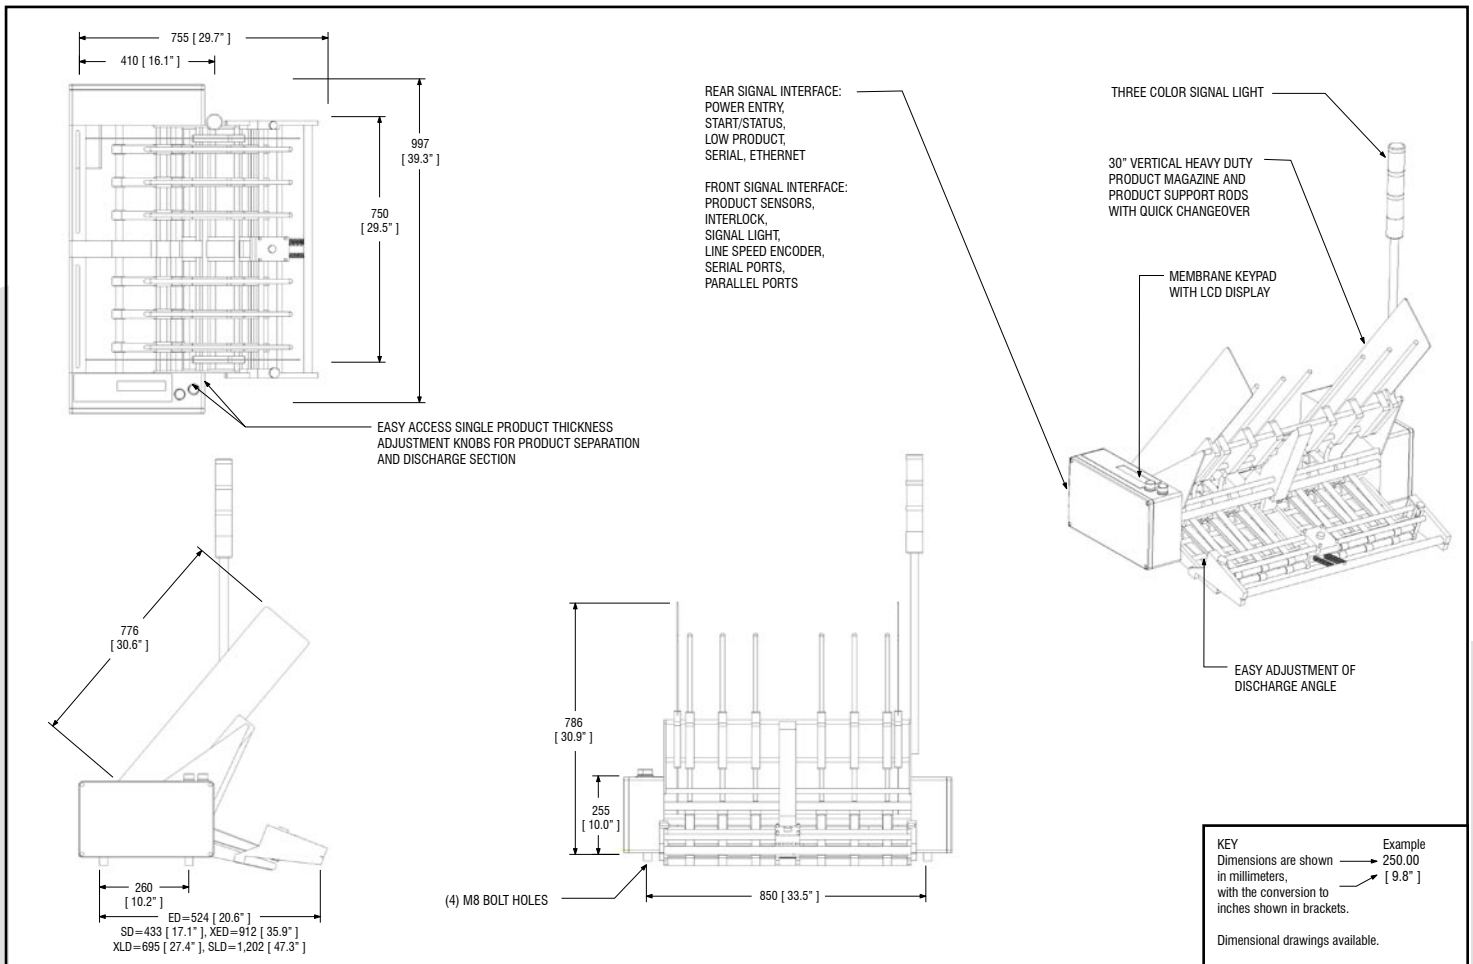 755 [ 29.7" ]
410 [ 16.1" ]
997
[ 39.3" ]
750
[ 29.5" ]
EASY ACCESS SINGLE PRODUCT THICKNESS
ADJUSTMENT KNOBS FOR PRODUCT SEPARATION
AND DISCHARGE SECTION
REAR SIGNAL INTERFACE:
POWER ENTRY,
START/STATUS,
LOW PRODUCT,
SERIAL, ETHERNET
FRONT SIGNAL INTERFACE:
PRODUCT SENSORS,
INTERLOCK,
SIGNAL LIGHT,
LINE SPEED ENCODER,
SERIAL PORTS,
PARALLEL PORTS
THREE COLOR SIGNAL LIGHT
30" VERTICAL HEAVY DUTY
PRODUCT MAGAZINE AND
PRODUCT SUPPORT RODS
WITH QUICK CHANGEOVER
MEMBRANE KEYPAD
WITH LCD DISPLAY
EASY ADJUSTMENT OF
DISCHARGE ANGLE
776
[ 30.6" ]
260
[ 10.2" ]
ED=524 [ 20.6" ]
SD=433 [ 17.1" ], XED=912 [ 35.9" ]
XLD=695 [ 27.4" ], SLD=1,202 [ 47.3" ]
786
[ 30.9" ]
255
[ 10.0" ]
(4) M8 BOLT HOLES
850 [ 33.5" ]
KEY Example
Dimensions are shown 250.00
in millimeters, [ 9.8" ]
with the conversion to
inches shown in brackets.
Dimensional drawings available.